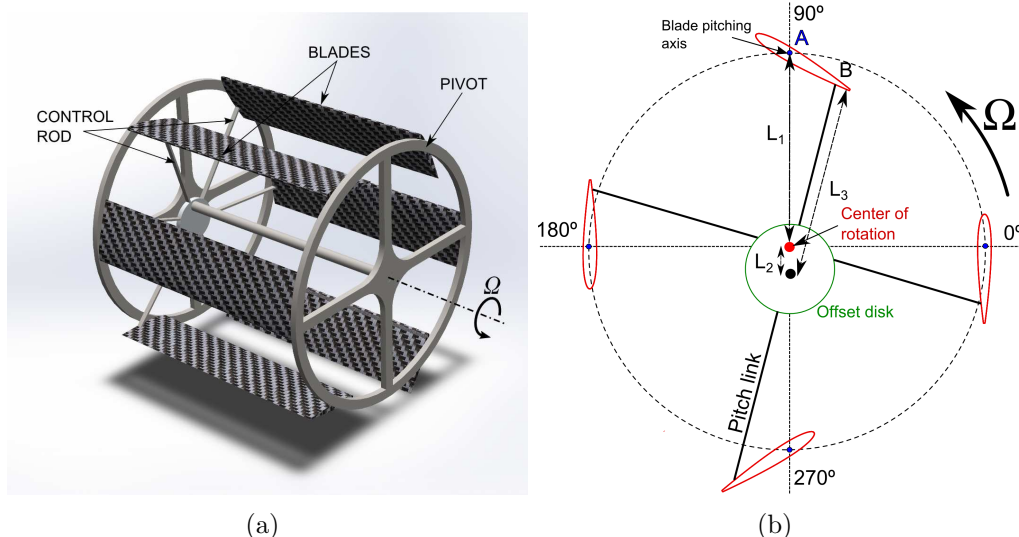 BLADES
PIVOT
CONTROL
ROD
Ω
(a)
90º
Blade pitching
axis
A
B
Ω
L1
L3
180º
Center of
rotation
0º
L2
Offset disk
Pitch link
270º
(b)